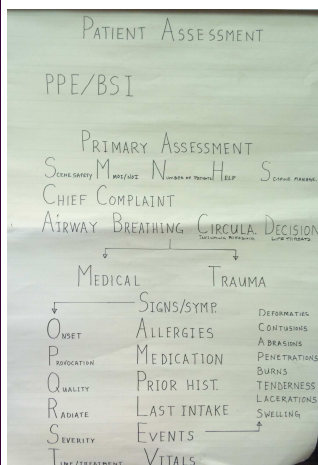 PATIENT ASSESSMENT
PPE/BSI
PRIMARY ASSESSMENT
SCENE SAFETY MOI/NOI NUMBER OF PATIENTS HELP
CHIEF COMPLAINT
AIRWAY BREATHING CIRCULA. DECISION
LIFE THREATS
MEDICAL TRAUMA
ONSET
PROVOCATION
QUALITY
RADIATE
SEVERITY
TIME/TREATMENT
SIGNS/SYMP.
ALLERGIES
MEDICATION
PRIOR HIST.
LAST INTAKE
EVENTS
VITALS
DEFORMATIES
CONTUSIONS
ABRASIONS
PENETRATIONS
BURNS
TENDERNESS
LACERATIONS
SWELLING